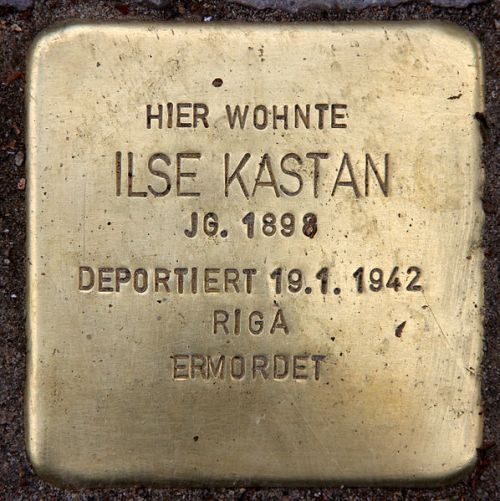 HIER WOHNTE
ILSE KASTAN
JG. 1898
DEPORTIERT 19.1.1942
RIGA
ERMORDET